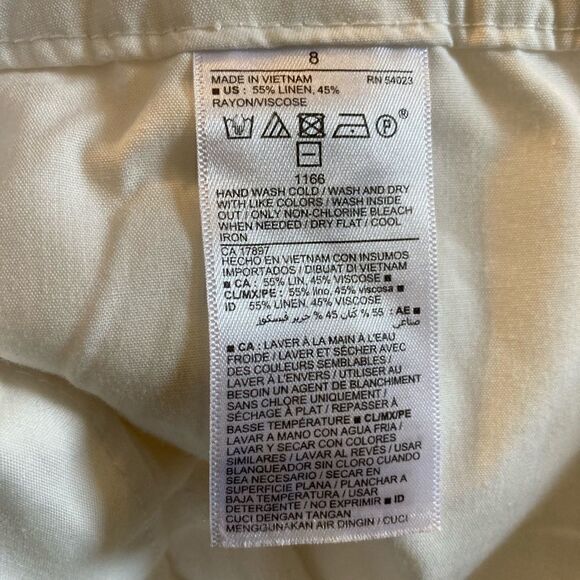 8
MADE IN VIETNAM RN 54023
■ US : 55% LINEN, 45%
RAYON/VISCOSE
P ®
1166
HAND WASH COLD / WASH AND DRY
WITH LIKE COLORS / WASH INSIDE
OUT / ONLY NON-CHLORINE BLEACH
WHEN NEEDED / DRY FLAT / COOL
IRON
CA 17897
HECHO EN VIETNAM CON INSUMOS
IMPORTADOS / DIBUAT DI VIETNAM
■ CA : 55% LIN, 45% VISCOSE ■
CL/MX/PE : 55% lino, 45% viscosa ■
ID 55% LINEN, 45% VISCOSE
■ AE : 55 % كتان 45 % حرير فيسكوز
صناعي
■ CA : LAVER À LA MAIN À L'EAU
FROIDE / LAVER ET SÉCHER AVEC
DES COULEURS SEMBLABLES /
LAVER À L'ENVERS / UTILISER AU
BESOIN UN AGENT DE BLANCHIMENT
SANS CHLORE UNIQUEMENT /
SÉCHAGE À PLAT / REPASSER À
BASSE TEMPÉRATURE ■ CL/MX/PE
LAVAR A MANO CON AGUA FRIA /
LAVAR Y SECAR CON COLORES
SIMILARES / LAVAR AL REVÉS / USAR
BLANQUEADOR SIN CLORO CUANDO
SEA NECESARIO / SECAR EN
SUPERFICIE PLANA / PLANCHAR A
BAJA TEMPERATURA / USAR
DETERGENTE / NO EXPRIMIR ■ ID
CUCI DENGAN TANGAN
MENGGUNAKAN AIR DINGIN / CUCI